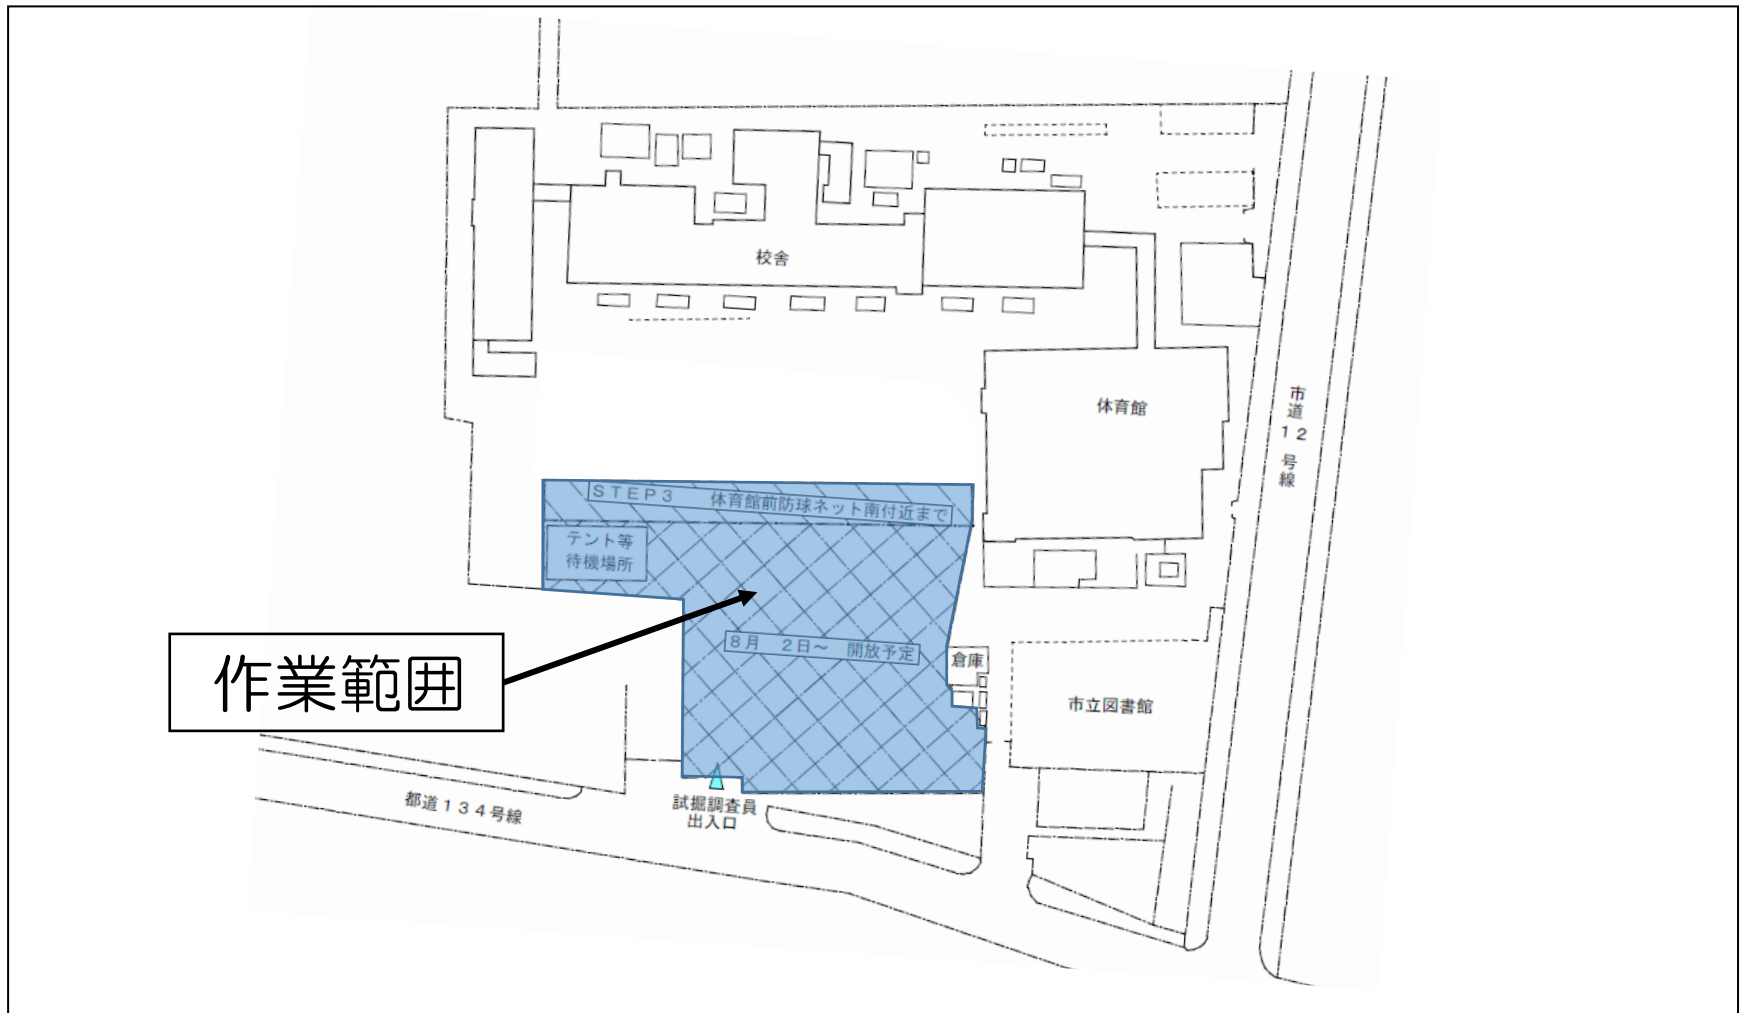 校舎
体育館
市道12号線
STEP3 体育館前防球ネット南付近まで
テント等
待機場所
8月 2日～ 開放予定
作業範囲
倉庫
市立図書館
都道134号線
試掘調査員
出入口